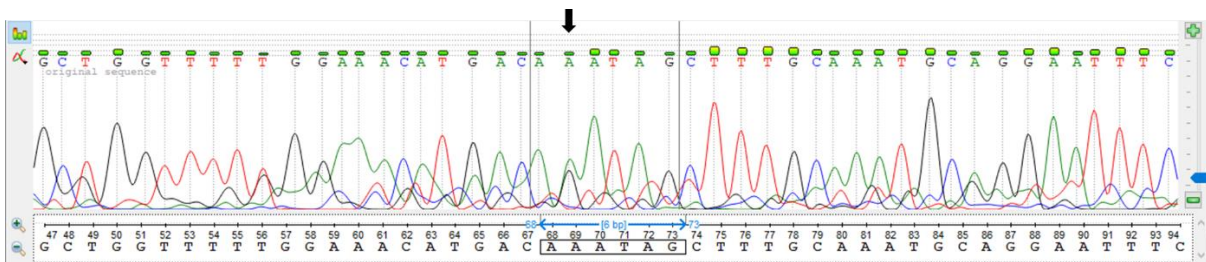 G C T G G T T T T T G G A A A C A T G A C A A A T A G C T T T G C A A A T G C A G G A A T T T C
original sequence
68 [6 bp] 73
47 48 49 50 51 52 53 54 55 56 57 58 59 60 61 62 63 64 65 66 67 68 69 70 71 72 73 74 75 76 77 78 79 80 81 82 83 84 85 86 87 88 89 90 91 92 93 94
G C T G G T T T T T G G A A A C A T G A C A A A T A G C T T T G C A A A T G C A G G A A T T T C